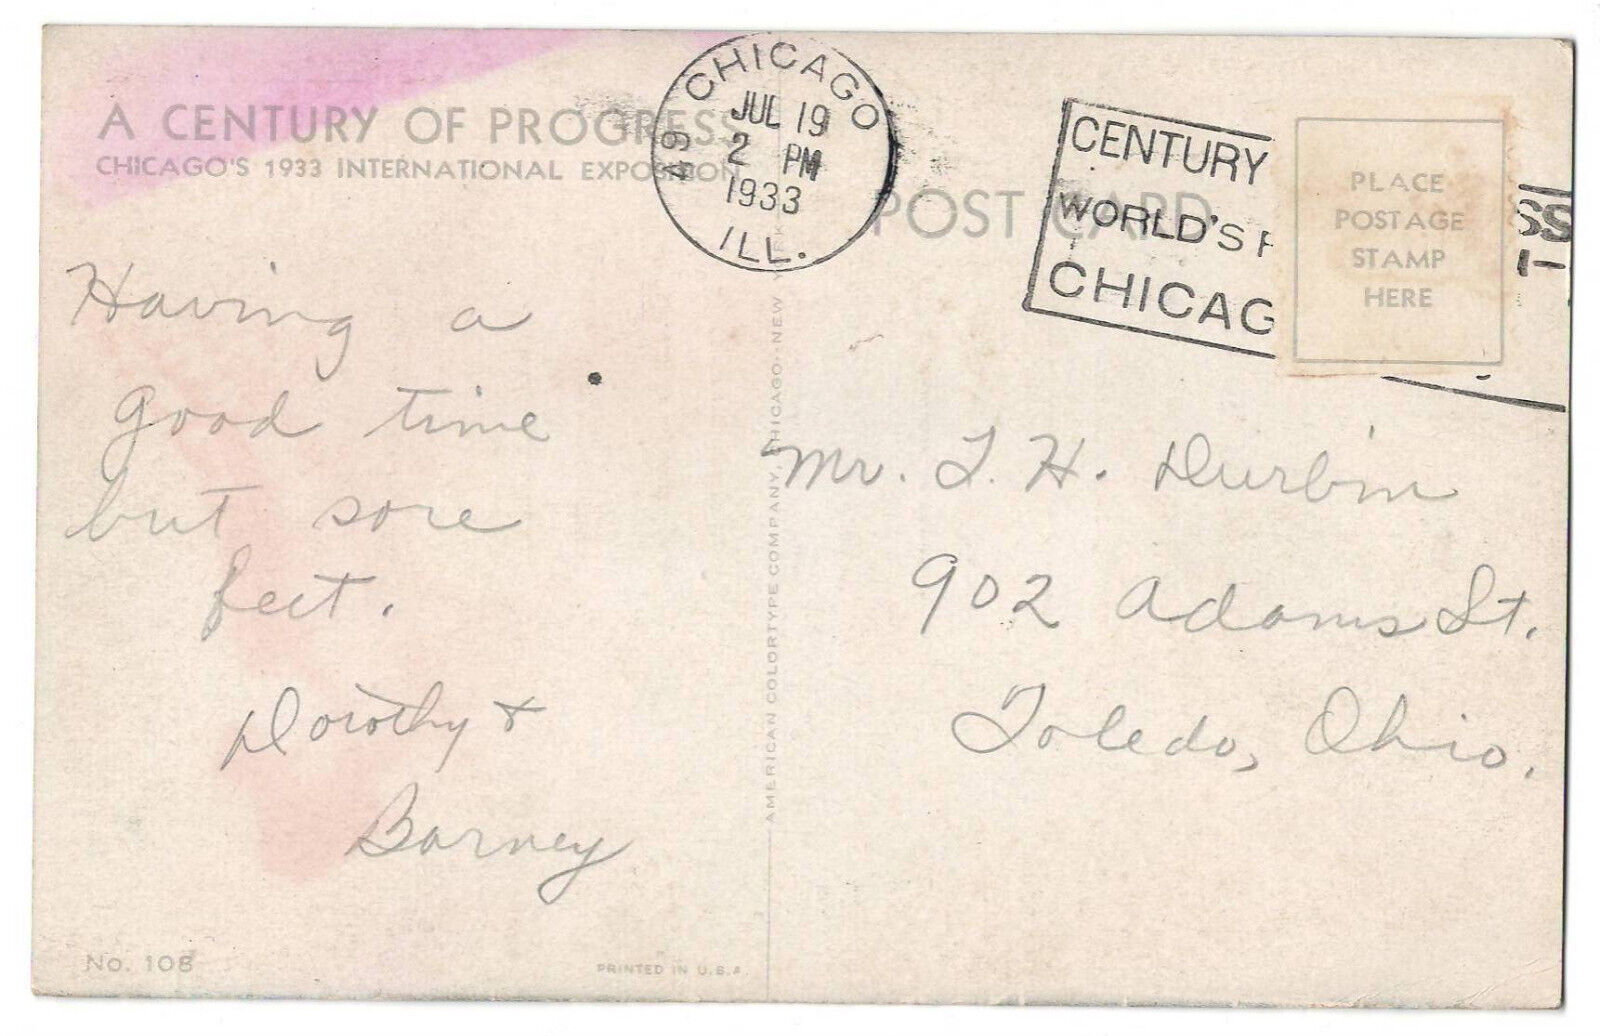 A CENTURY OF PROGRESS
CHICAGO'S 1933 INTERNATIONAL EXPOSITION
CHICAGO
JUL 19
2 PM
1933
ILL.
POST CARD
CENTURY
WORLD'S F
CHICAG
SS
PLACE
POSTAGE
STAMP
HERE
Having a
good time
but sore
feet.
Dorothy +
Barney
AMERICAN COLORTYPE COMPANY, CHICAGO - NEW YORK
Mr. L. H. Durbin
902 Adams St.
Toledo, Ohio.
No. 108
PRINTED IN U.S.A.